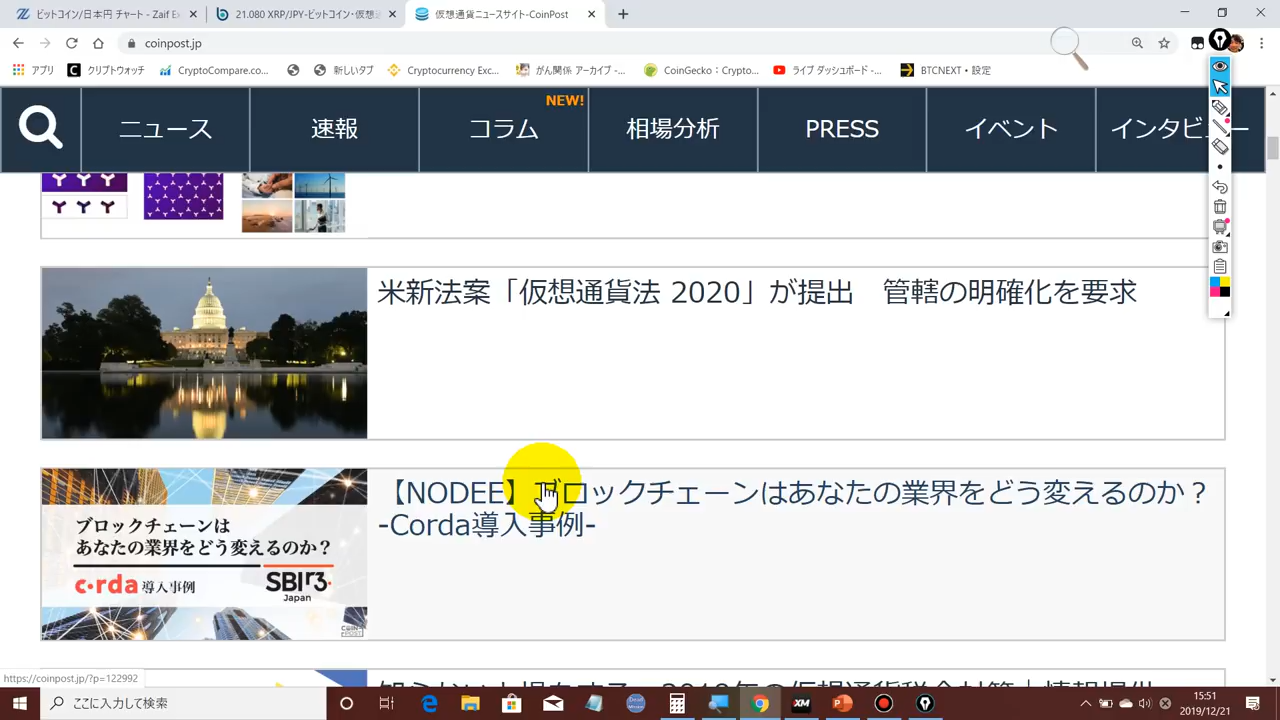 ビットコイン/日本円 チャート - Zaif Ex
21.080 XRP/JPY-ビットコイン・仮想通
仮想通貨ニュースサイト-CoinPost
coinpost.jp
アプリ
クリプトウォッチ
CryptoCompare.co...
新しいタブ
Cryptocurrency Exc...
がん関係 アーカイブ -...
CoinGecko：Crypto...
ライブ ダッシュボード -...
BTCNEXT・設定
NEW!
ニュース
速報
コラム
相場分析
PRESS
イベント
インタビュー
米新法案「仮想通貨法 2020」が提出　管轄の明確化を要求
【NODEE】ブロックチェーンはあなたの業界をどう変えるのか？
-Corda導入事例-
ブロックチェーンは
あなたの業界をどう変えるのか？
c·rda 導入事例
SBI r3.
Japan
COIN POST
https://coinpost.jp/?p=122992
ここに入力して検索
XM
15:51
2019/12/21